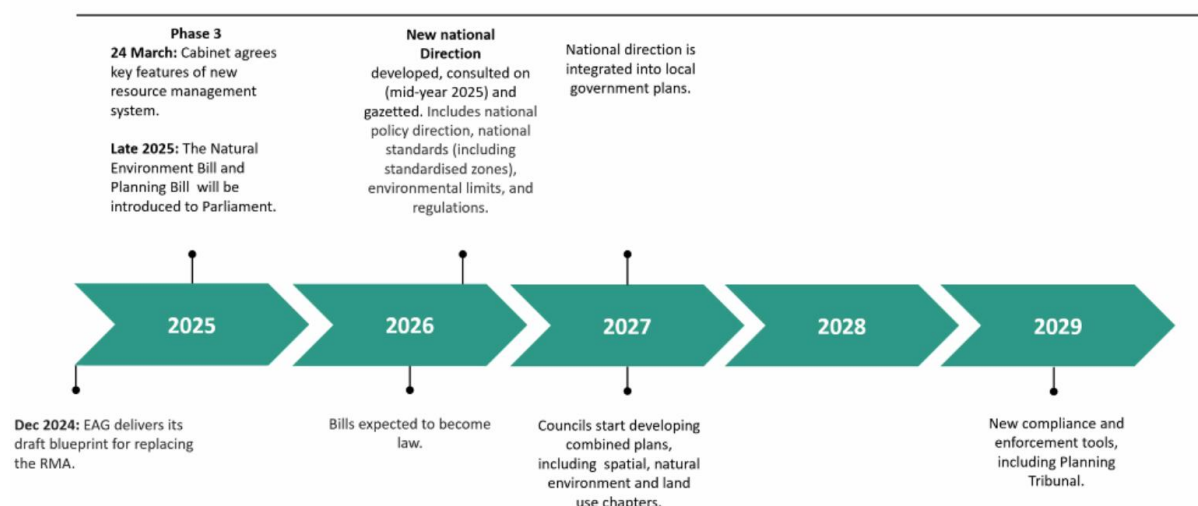 Phase 3
24 March: Cabinet agrees
key features of new
resource management
system.
Late 2025: The Natural
Environment Bill and
Planning Bill will be
introduced to Parliament.
New national
Direction
developed, consulted on
(mid-year 2025) and
gazetted. Includes national
policy direction, national
standards (including
standardised zones),
environmental limits, and
regulations.
National direction is
integrated into local
government plans.
2025
2026
2027
2028
2029
Dec 2024: EAG delivers its
draft blueprint for replacing
the RMA.
Bills expected to become
law.
Councils start developing
combined plans,
including spatial, natural
environment and land
use chapters.
New compliance and
enforcement tools,
including Planning
Tribunal.